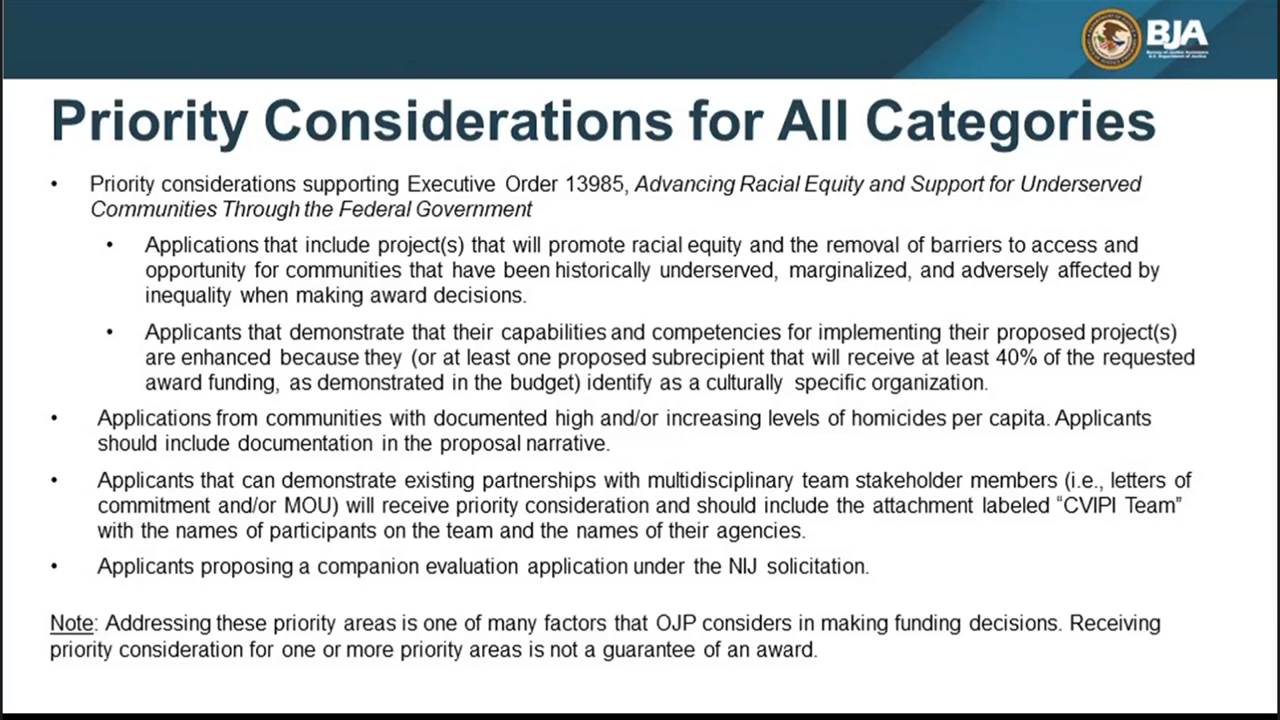 BJA
Bureau of Justice Assistance
U.S. Department of Justice
Priority Considerations for All Categories
• Priority considerations supporting Executive Order 13985, Advancing Racial Equity and Support for Underserved
Communities Through the Federal Government
• Applications that include project(s) that will promote racial equity and the removal of barriers to access and
opportunity for communities that have been historically underserved, marginalized, and adversely affected by
inequality when making award decisions.
• Applicants that demonstrate that their capabilities and competencies for implementing their proposed project(s)
are enhanced because they (or at least one proposed subrecipient that will receive at least 40% of the requested
award funding, as demonstrated in the budget) identify as a culturally specific organization.
• Applications from communities with documented high and/or increasing levels of homicides per capita. Applicants
should include documentation in the proposal narrative.
• Applicants that can demonstrate existing partnerships with multidisciplinary team stakeholder members (i.e., letters of
commitment and/or MOU) will receive priority consideration and should include the attachment labeled “CVIPI Team”
with the names of participants on the team and the names of their agencies.
• Applicants proposing a companion evaluation application under the NIJ solicitation.
Note: Addressing these priority areas is one of many factors that OJP considers in making funding decisions. Receiving
priority consideration for one or more priority areas is not a guarantee of an award.